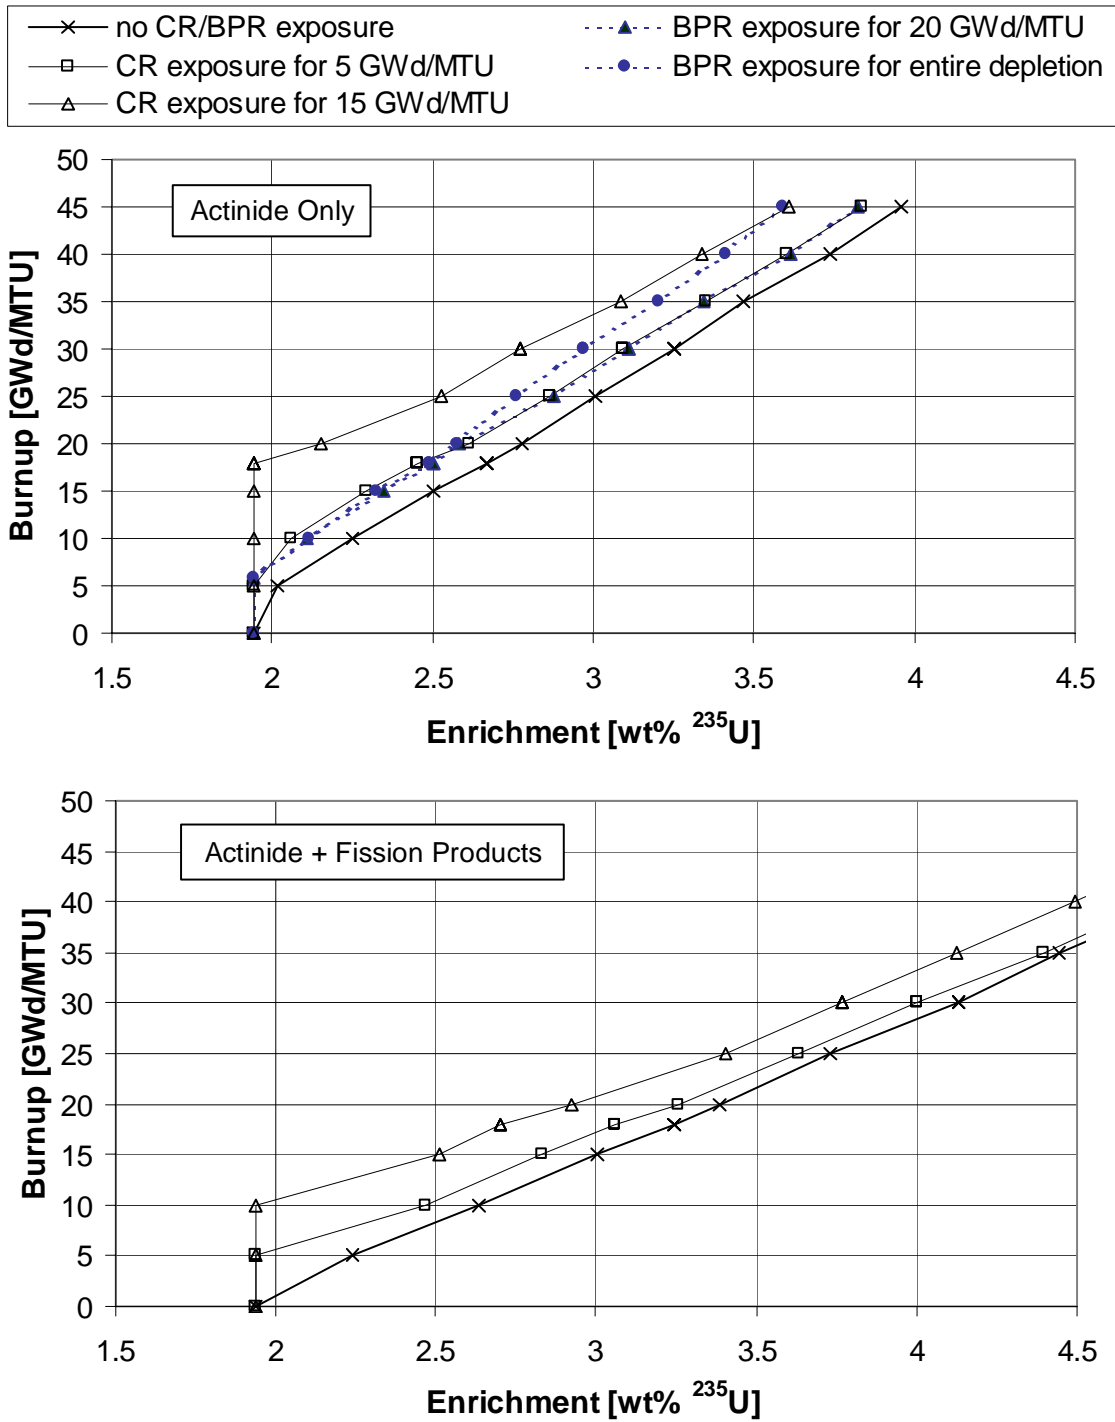 no CR/BPR exposure
BPR exposure for 20 GWd/MTU
CR exposure for 5 GWd/MTU
BPR exposure for entire depletion
CR exposure for 15 GWd/MTU
50
45
40
35
30
25
20
15
10
5
0
Actinide Only
Burnup [GWd/MTU]
1.5 2 2.5 3 3.5 4 4.5
Enrichment [wt% ²³⁵U]
50
45
40
35
30
25
20
15
10
5
0
Actinide + Fission Products
Burnup [GWd/MTU]
1.5 2 2.5 3 3.5 4 4.5
Enrichment [wt% ²³⁵U]